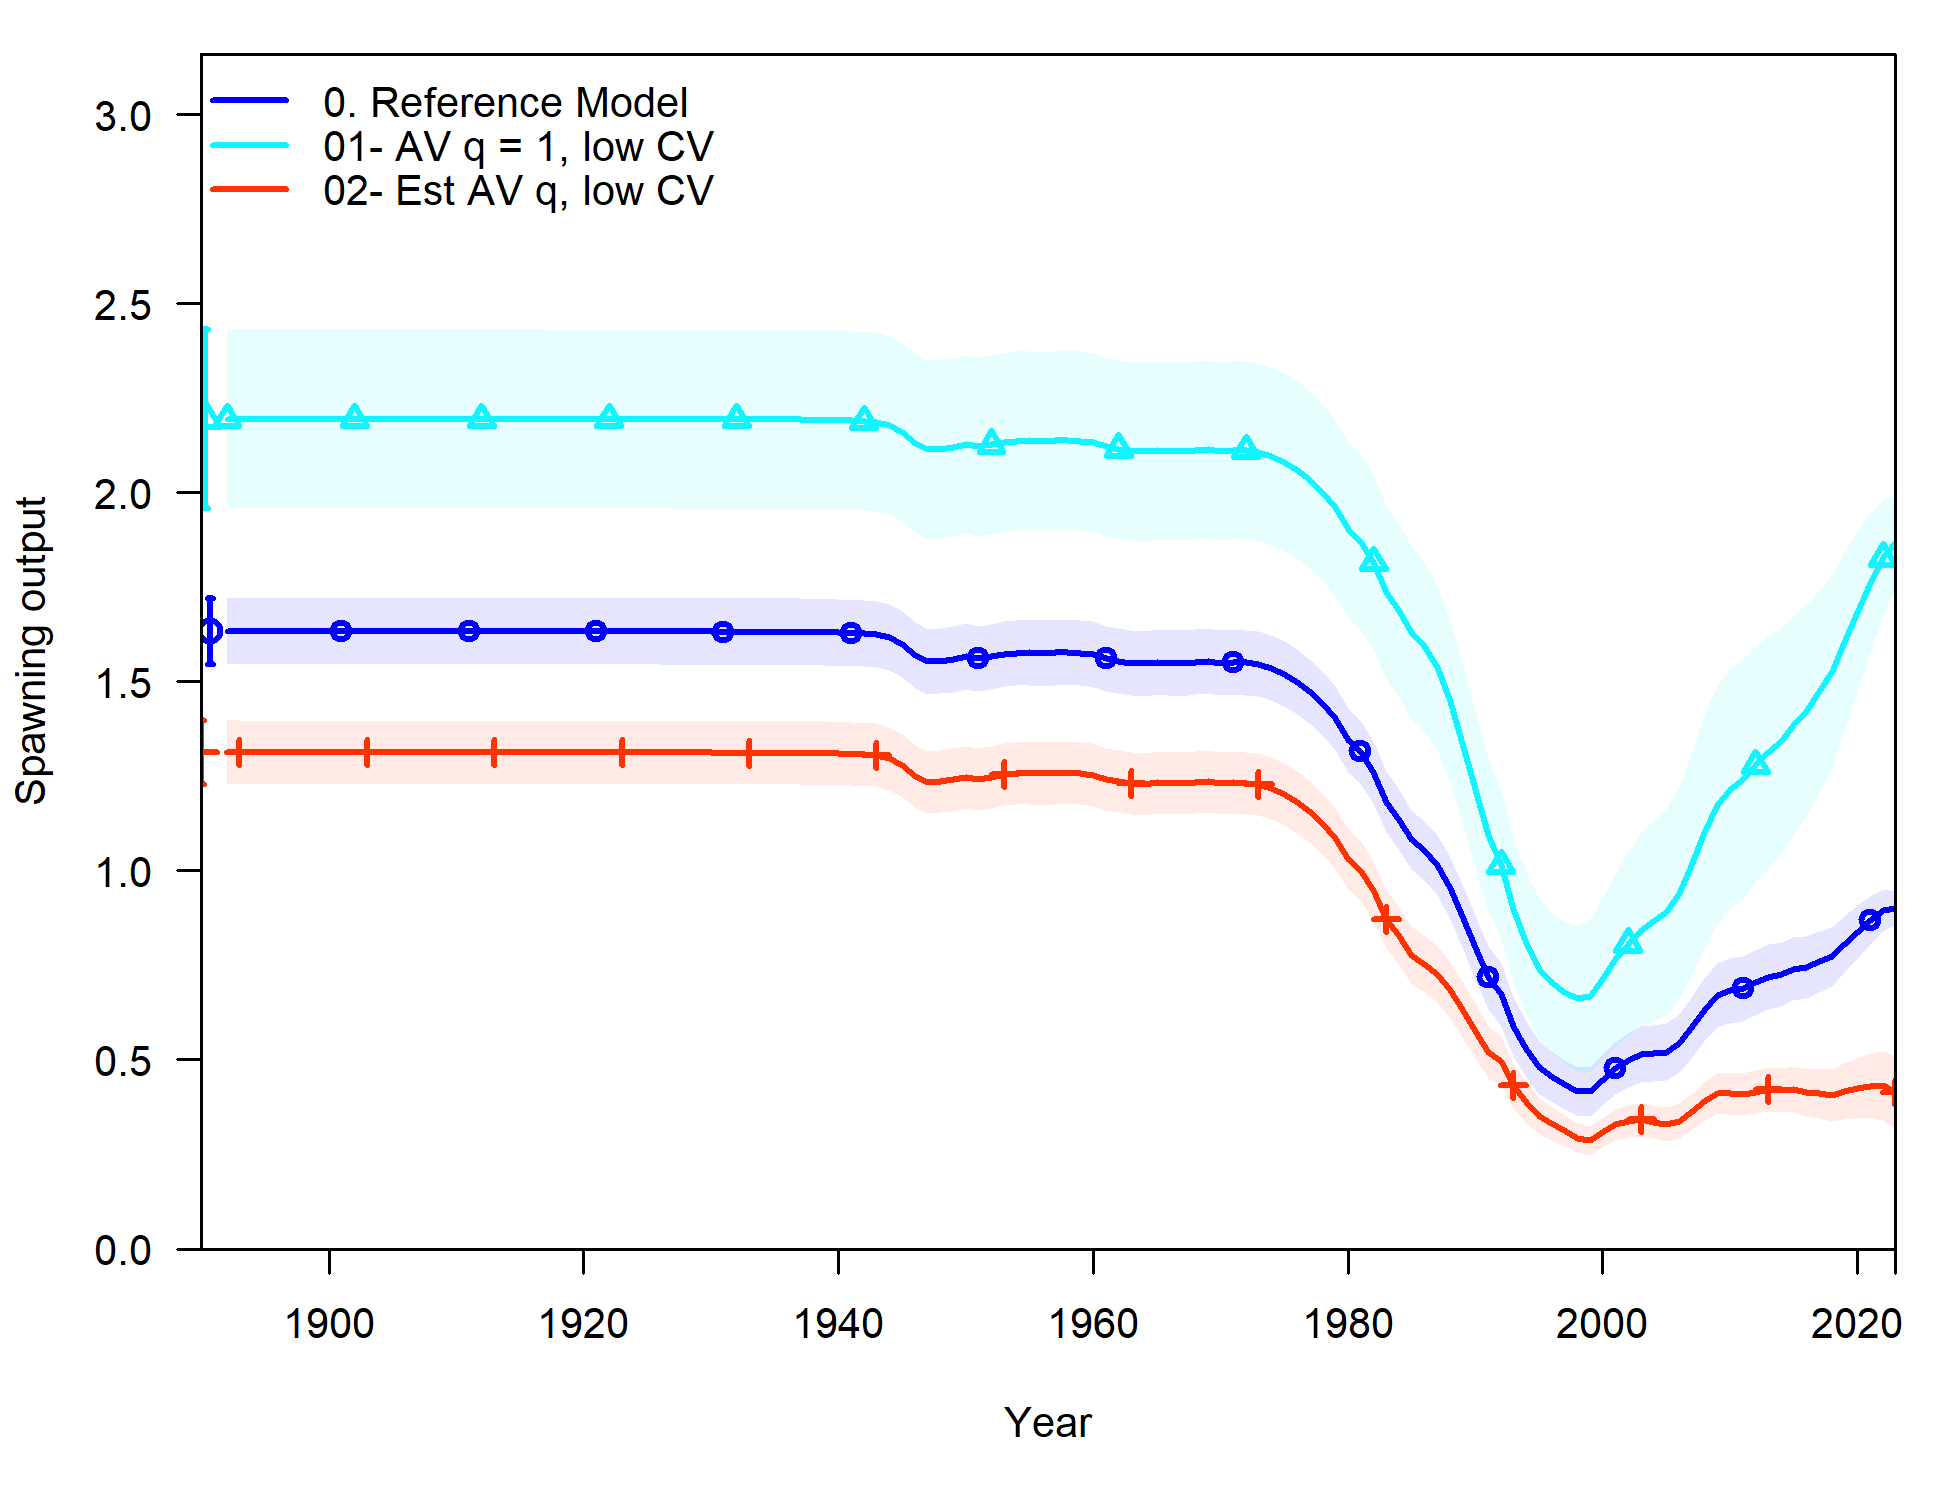 0. Reference Model
01- AV q = 1, low CV
02- Est AV q, low CV
3.0
2.5
2.0
1.5
1.0
0.5
0.0
Spawning output
1900 1920 1940 1960 1980 2000 2020
Year